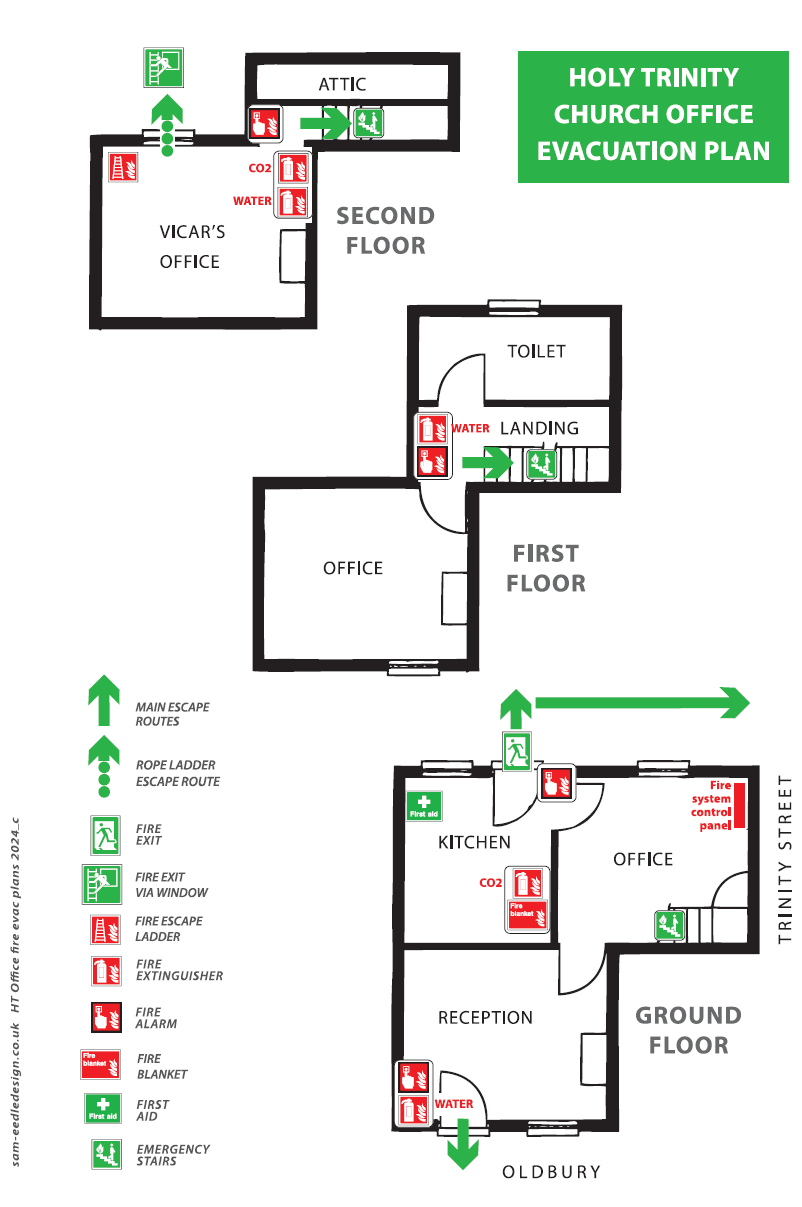 HOLY TRINITY
CHURCH OFFICE
EVACUATION PLAN
ATTIC
CO2
WATER
VICAR'S
OFFICE
SECOND
FLOOR
TOILET
WATER
LANDING
OFFICE
FIRST
FLOOR
MAIN ESCAPE
ROUTES
ROPE LADDER
ESCAPE ROUTE
FIRE
EXIT
FIRE EXIT
VIA WINDOW
FIRE ESCAPE
LADDER
FIRE
EXTINGUISHER
FIRE
ALARM
Fire
blanket
FIRE
BLANKET
First aid
FIRST
AID
EMERGENCY
STAIRS
First aid
KITCHEN
CO2
Fire
blanket
Fire
system
control
panel
OFFICE
RECEPTION
WATER
GROUND
FLOOR
OLDBURY
TRINITY STREET
sam-eedledesign.co.uk HT Office fire evac plans 2024_c